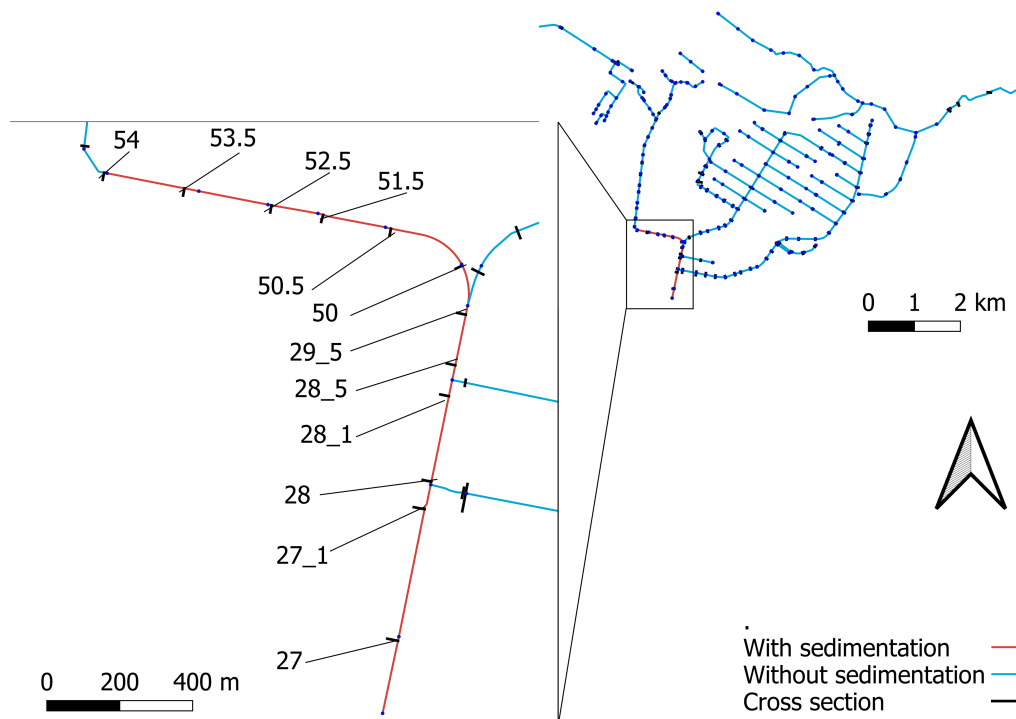 54
53.5
52.5
51.5
50.5
50
29_5
28_5
28_1
28
27_1
27
0 200 400 m
0 1 2 km
.
With sedimentation
Without sedimentation
Cross section